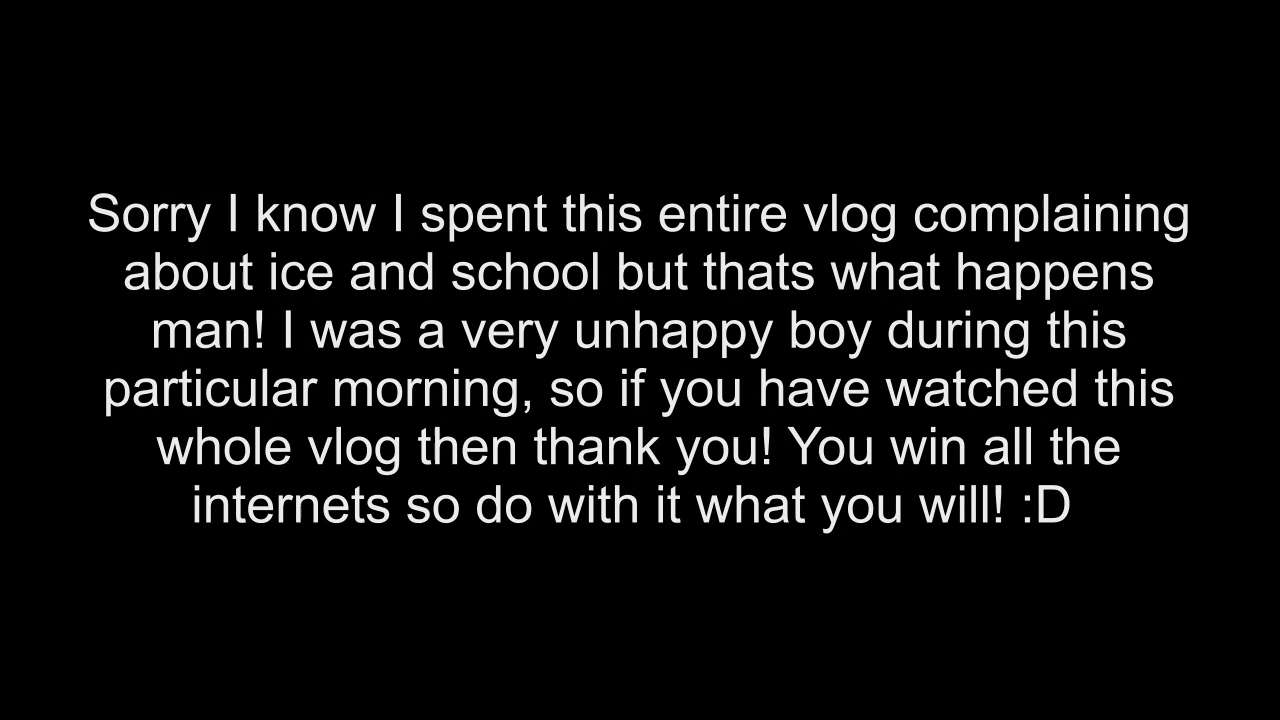 Sorry I know I spent this entire vlog complaining
about ice and school but thats what happens
man! I was a very unhappy boy during this
particular morning, so if you have watched this
whole vlog then thank you! You win all the
internets so do with it what you will! :D